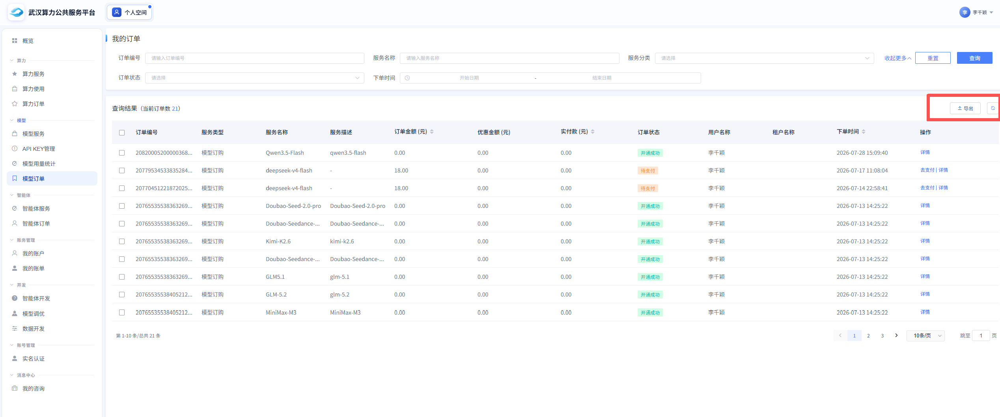 武汉算力公共服务平台
个人空间
李 李千颖
概览
算力
算力服务
算力使用
算力订单
模型
模型服务
API KEY管理
模型用量统计
模型订单
智能体
智能体服务
智能体订单
账务管理
我的账户
我的账单
开发
智能体开发
模型调优
数据开发
账号管理
实名认证
消息中心
我的咨询
我的订单
订单编号 请输入订单编号 服务名称 请输入服务名称 服务分类 请选择 收起更多 重置 查询
订单状态 请选择 下单时间 开始日期 - 结束日期
查询结果（当前订单数 21） 导出
订单编号 服务类型 服务名称 服务描述 订单金额 (元) 优惠金额 (元) 实付款 (元) 订单状态 用户名称 租户名称 下单时间 操作
20820005200000368... 模型订购 Qwen3.5-Flash qwen3.5-flash 0.00 0.00 0.00 开通成功 李千颖 2026-07-28 15:09:40 详情
20779534533835284... 模型订购 deepseek-v4-flash - 18.00 0.00 0.00 待支付 李千颖 2026-07-17 11:08:04 去支付 | 详情
20770451221872025... 模型订购 deepseek-v4-flash - 18.00 0.00 0.00 待支付 李千颖 2026-07-14 22:58:41 去支付 | 详情
20765535538363269... 模型订购 Doubao-Seed-2.0-pro Doubao-Seed-2.0-pro 0.00 0.00 0.00 开通成功 李千颖 2026-07-13 14:25:22 详情
20765535538363269... 模型订购 Doubao-Seedance-... Doubao-Seedance-... 0.00 0.00 0.00 开通成功 李千颖 2026-07-13 14:25:22 详情
20765535538363269... 模型订购 Kimi-K2.6 kimi-k2.6 0.00 0.00 0.00 开通成功 李千颖 2026-07-13 14:25:22 详情
20765535538363269... 模型订购 Doubao-Seedance-... Doubao-Seedance-... 0.00 0.00 0.00 开通成功 李千颖 2026-07-13 14:25:22 详情
20765535538363269... 模型订购 GLM5.1 glm-5.1 0.00 0.00 0.00 开通成功 李千颖 2026-07-13 14:25:22 详情
20765535538405212... 模型订购 GLM-5.2 glm-5.2 0.00 0.00 0.00 开通成功 李千颖 2026-07-13 14:25:22 详情
20765535538405212... 模型订购 MiniMax-M3 MiniMax-M3 0.00 0.00 0.00 开通成功 李千颖 2026-07-13 14:25:22 详情
第 1-10 条/总共 21 条 1 2 3 10条/页 跳至 1 页